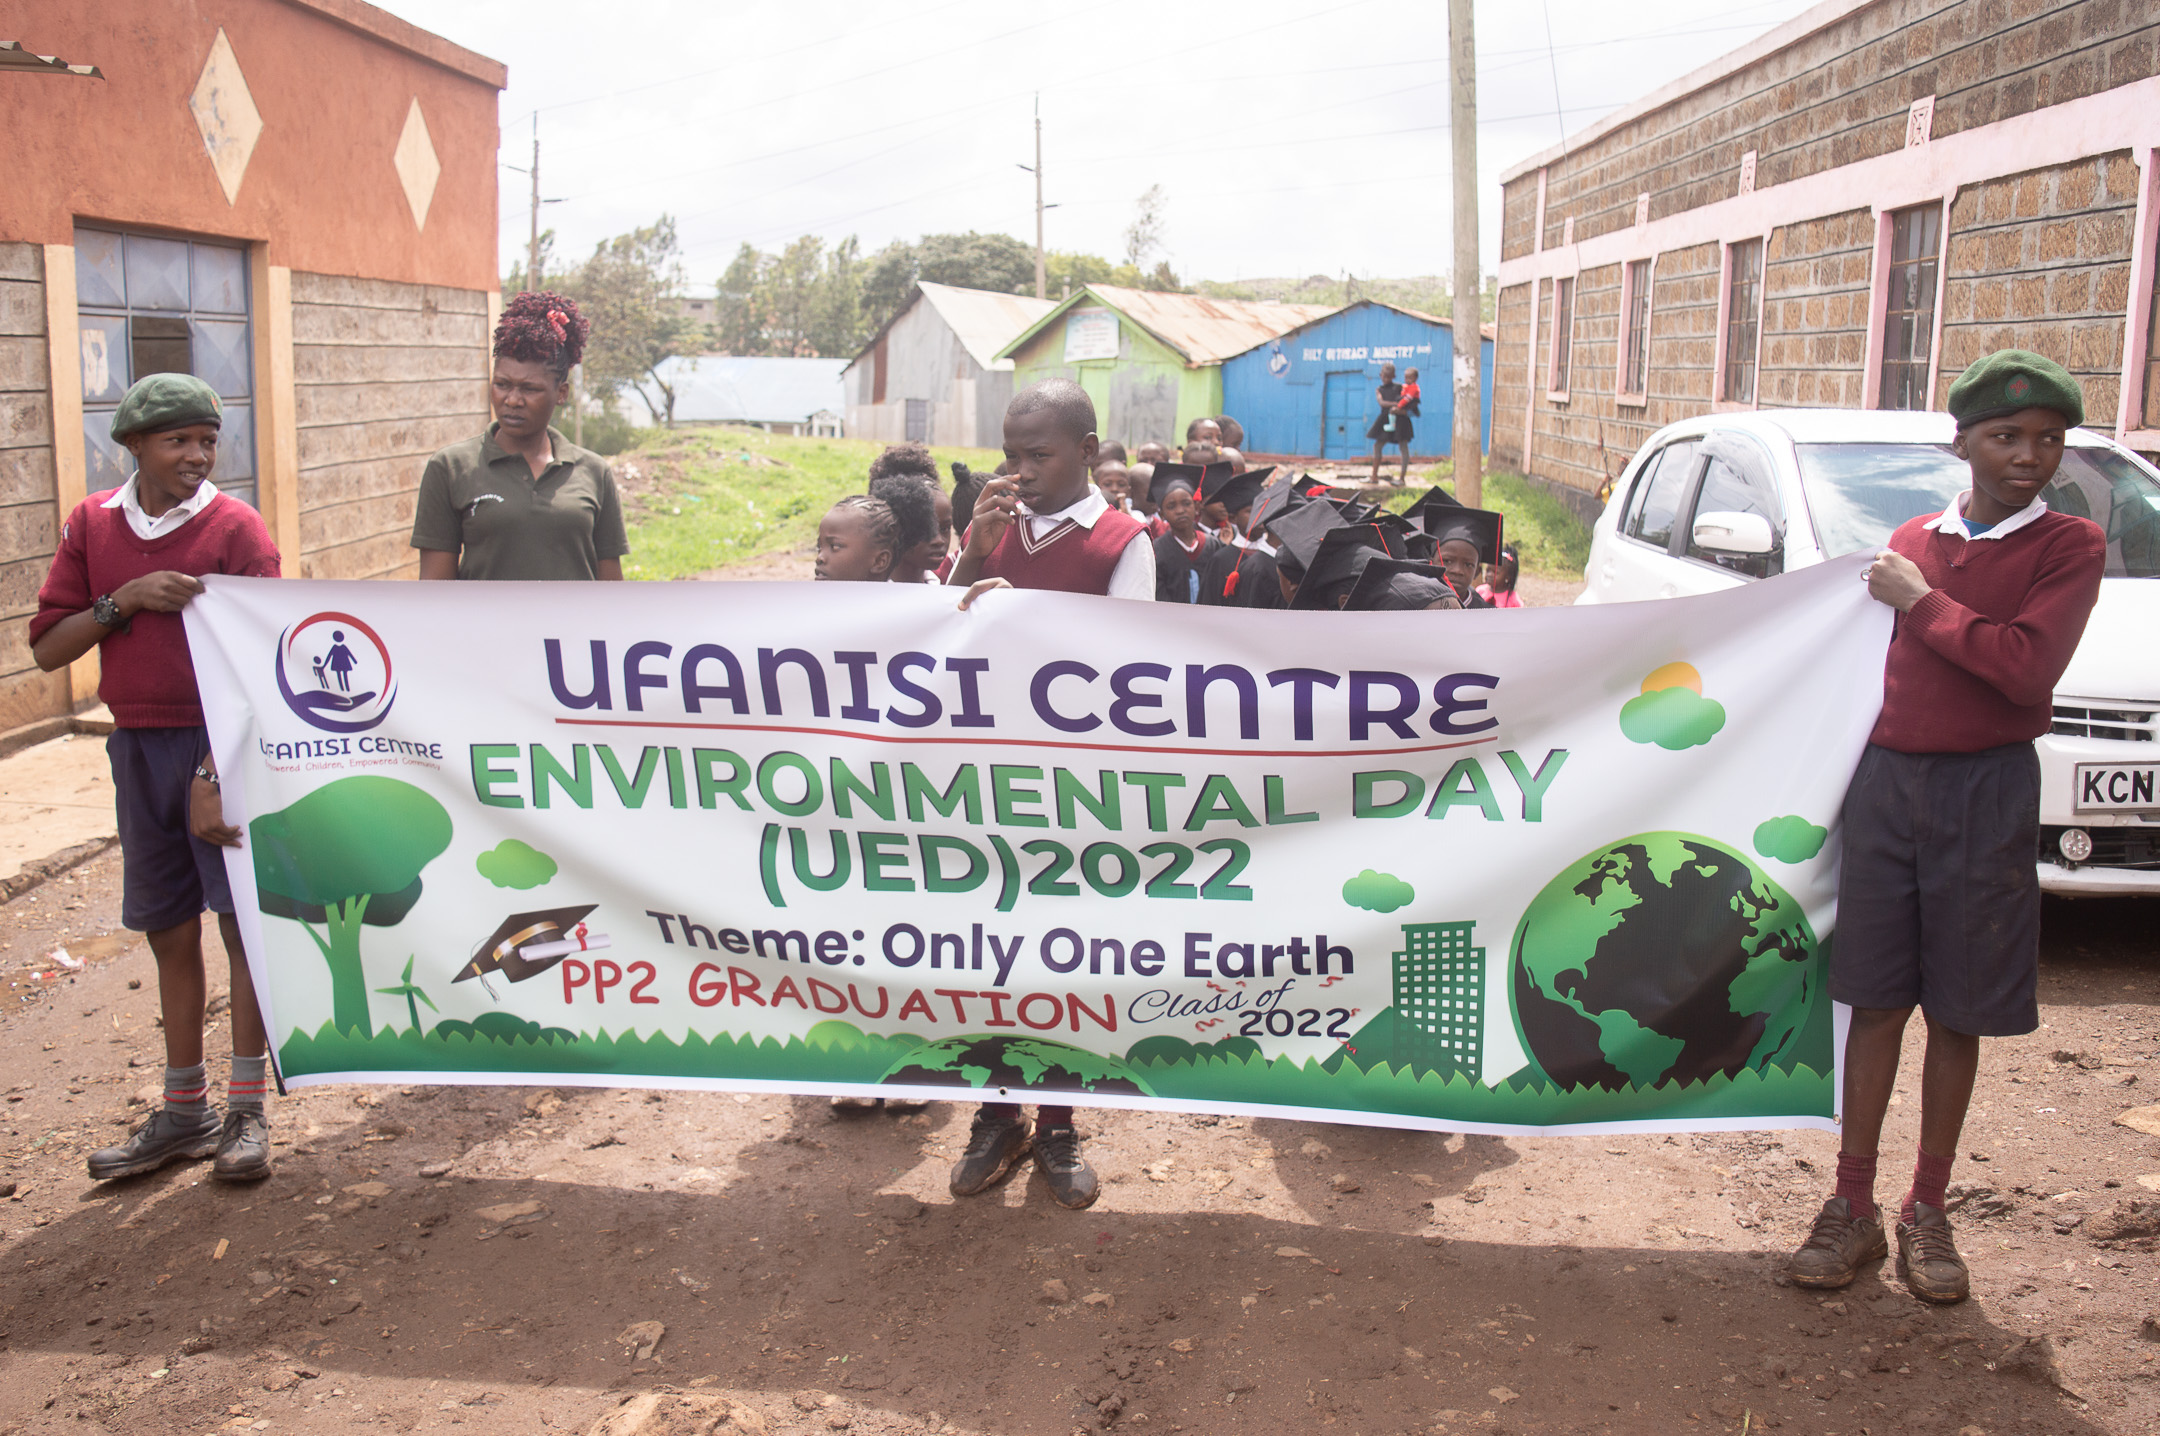 HOLY OUTREACH MINISTRY
UFANISI CENTRE
UFANISI CENTRE
Empowered Children, Empowered Community
ENVIRONMENTAL DAY
(UED)2022
Theme: Only One Earth
PP2 GRADUATION Class of
2022
KCN